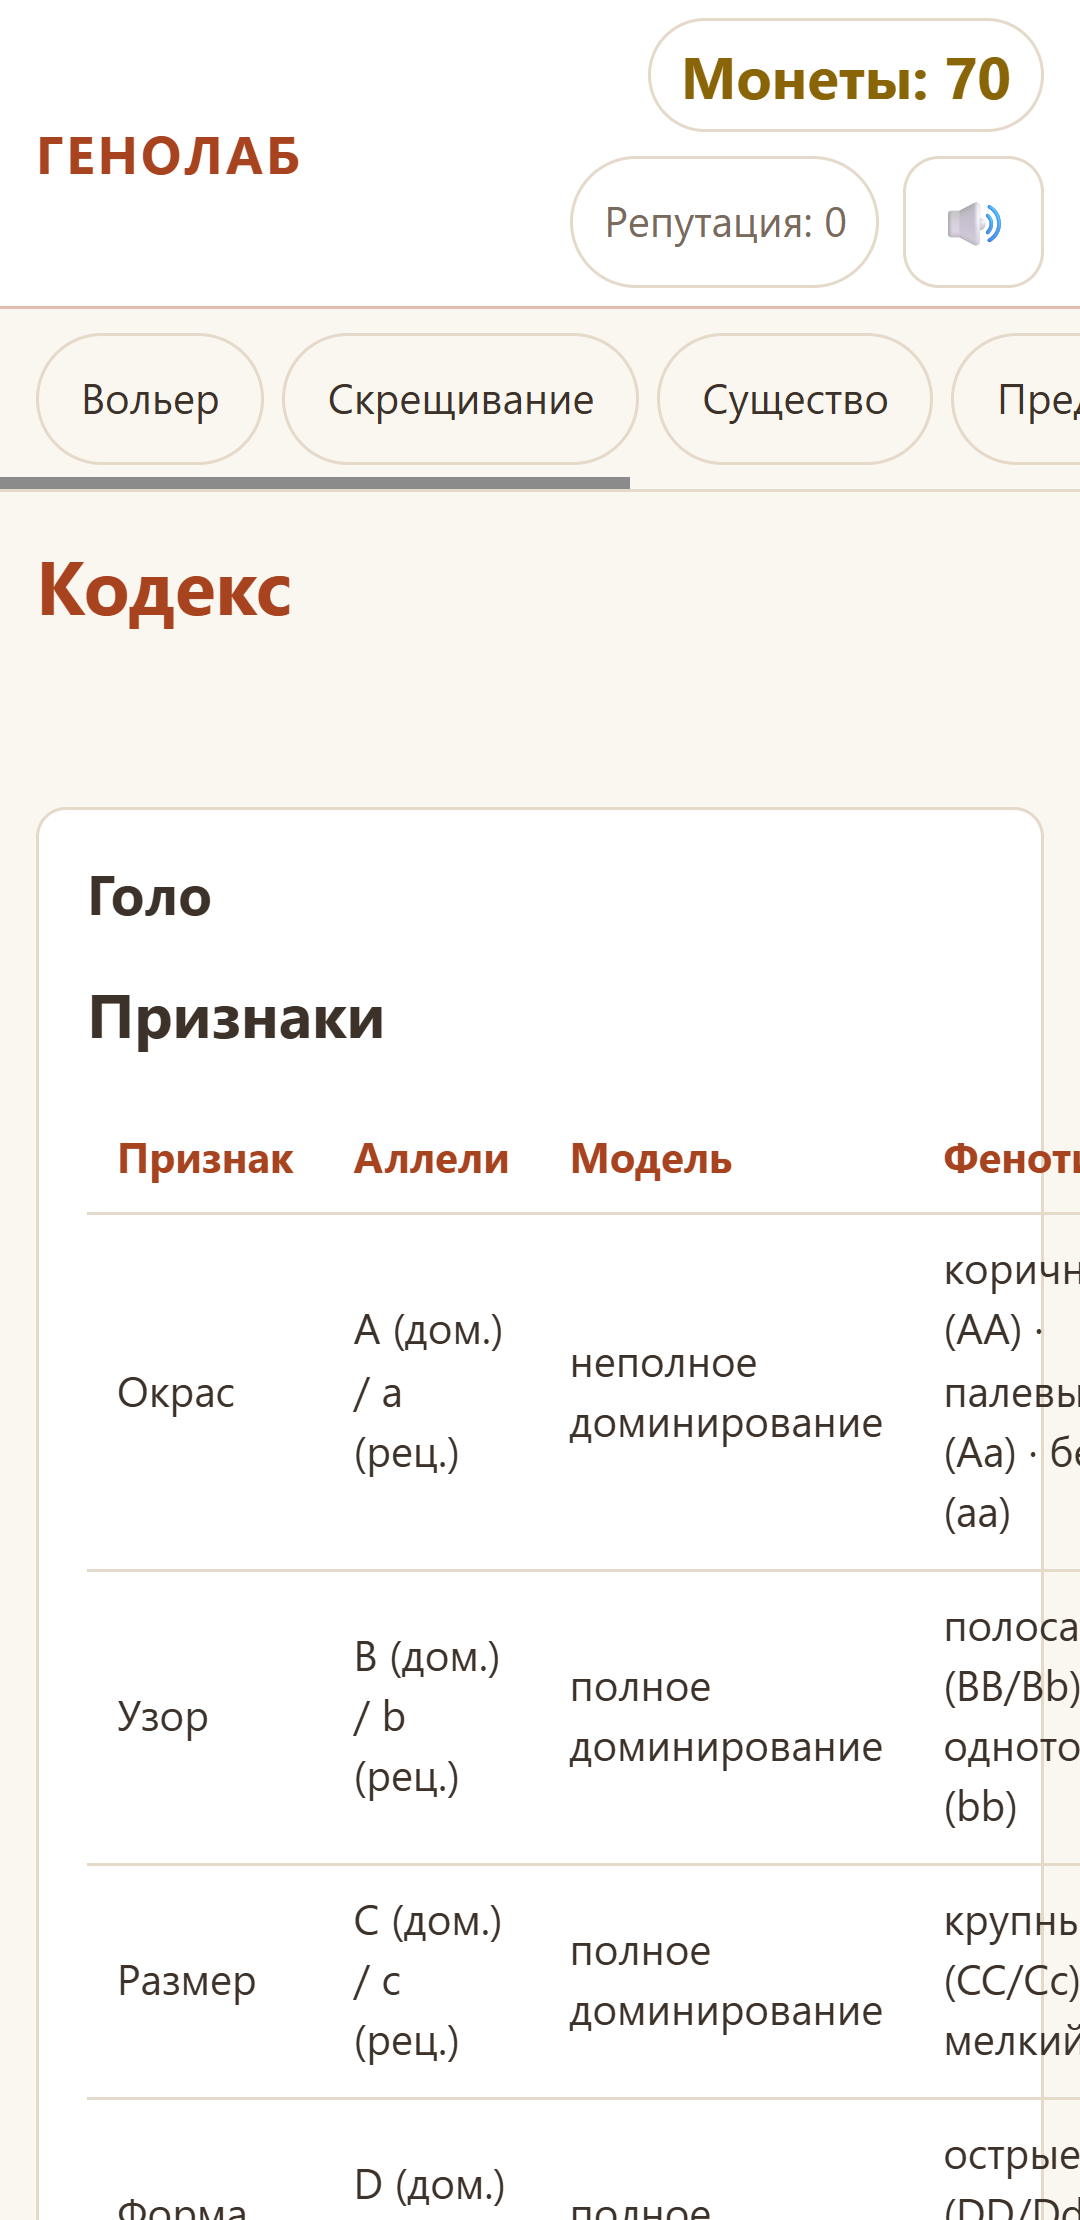 Монеты: 70
ГЕНОЛАБ
Репутация: 0
Вольер
Скрещивание
Существо
Кодекс
Голо
Признаки
Признак Аллели Модель
Окрас
A (дом.)
/ a
(рец.)
неполное
доминирование
(AA) ·
(Aa) ·
(aa)
Узор
B (дом.)
/ b
(рец.)
полное
доминирование
(BB/Bb)
(bb)
Размер
C (дом.)
/ c
(рец.)
полное
доминирование
(CC/Cc)
мелкий
Форма
D (дом.)
полное
острые